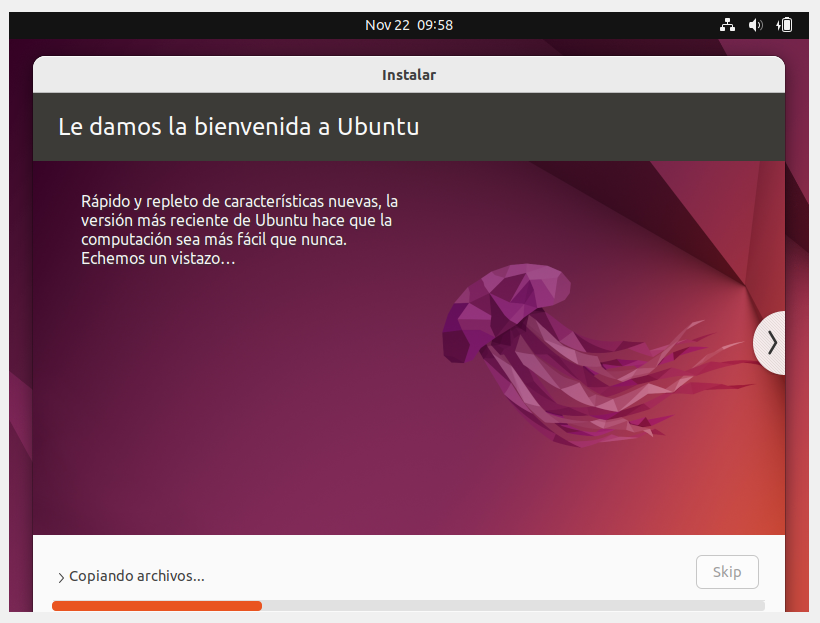 Nov 22 09:58
Instalar
Le damos la bienvenida a Ubuntu
Rápido y repleto de características nuevas, la
versión más reciente de Ubuntu hace que la
computación sea más fácil que nunca.
Echemos un vistazo…
Copiando archivos...
Skip